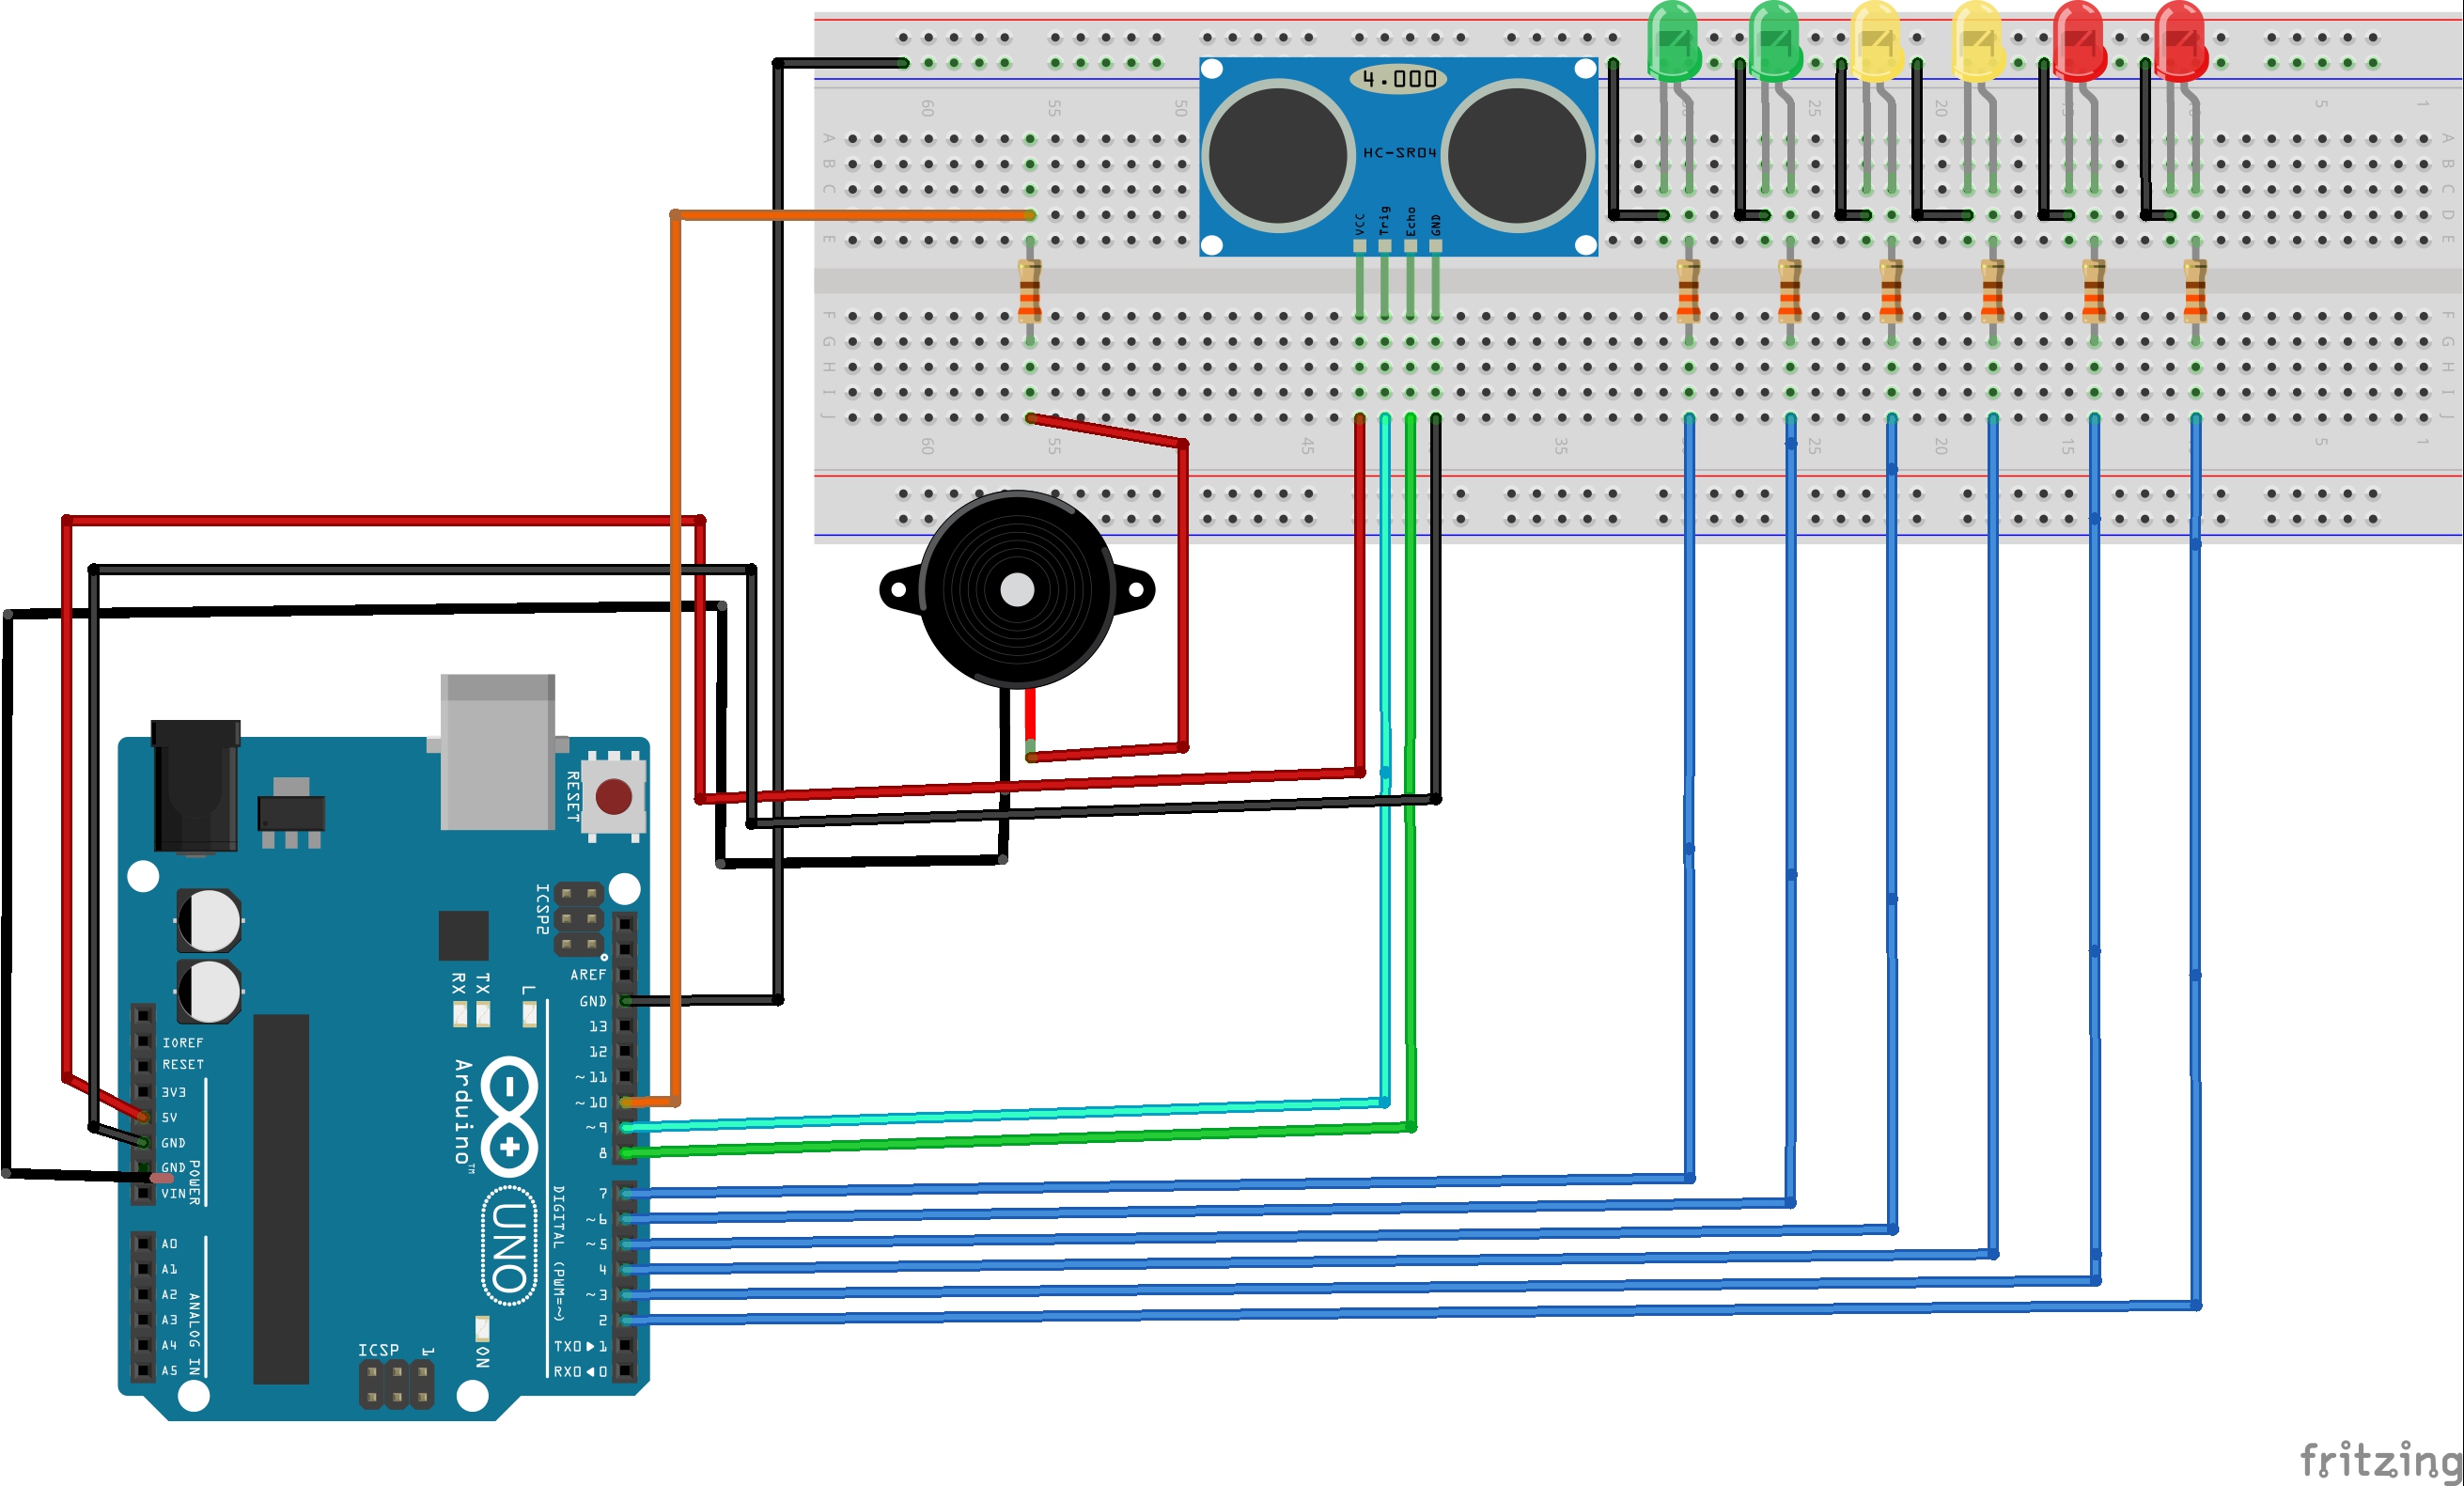 4.000
HC-SR04
VCC
Trig
Echo
GND
60
55
50
25
20
5
1
A
B
C
D
E
F
G
H
I
J
A
B
C
D
E
F
G
H
I
J
60
55
45
35
25
20
15
5
1
RESET
ICSP2
AREF
GND
13
12
~11
~10
~9
8
7
~6
~5
4
~3
2
TX0▶1
RX0◀0
DIGITAL (PWM=~)
RX
TX
L
Arduino™
UNO
ON
IOREF
RESET
3V3
5V
GND
GND
VIN
POWER
A0
A1
A2
A3
A4
A5
ANALOG IN
ICSP
1
fritzing